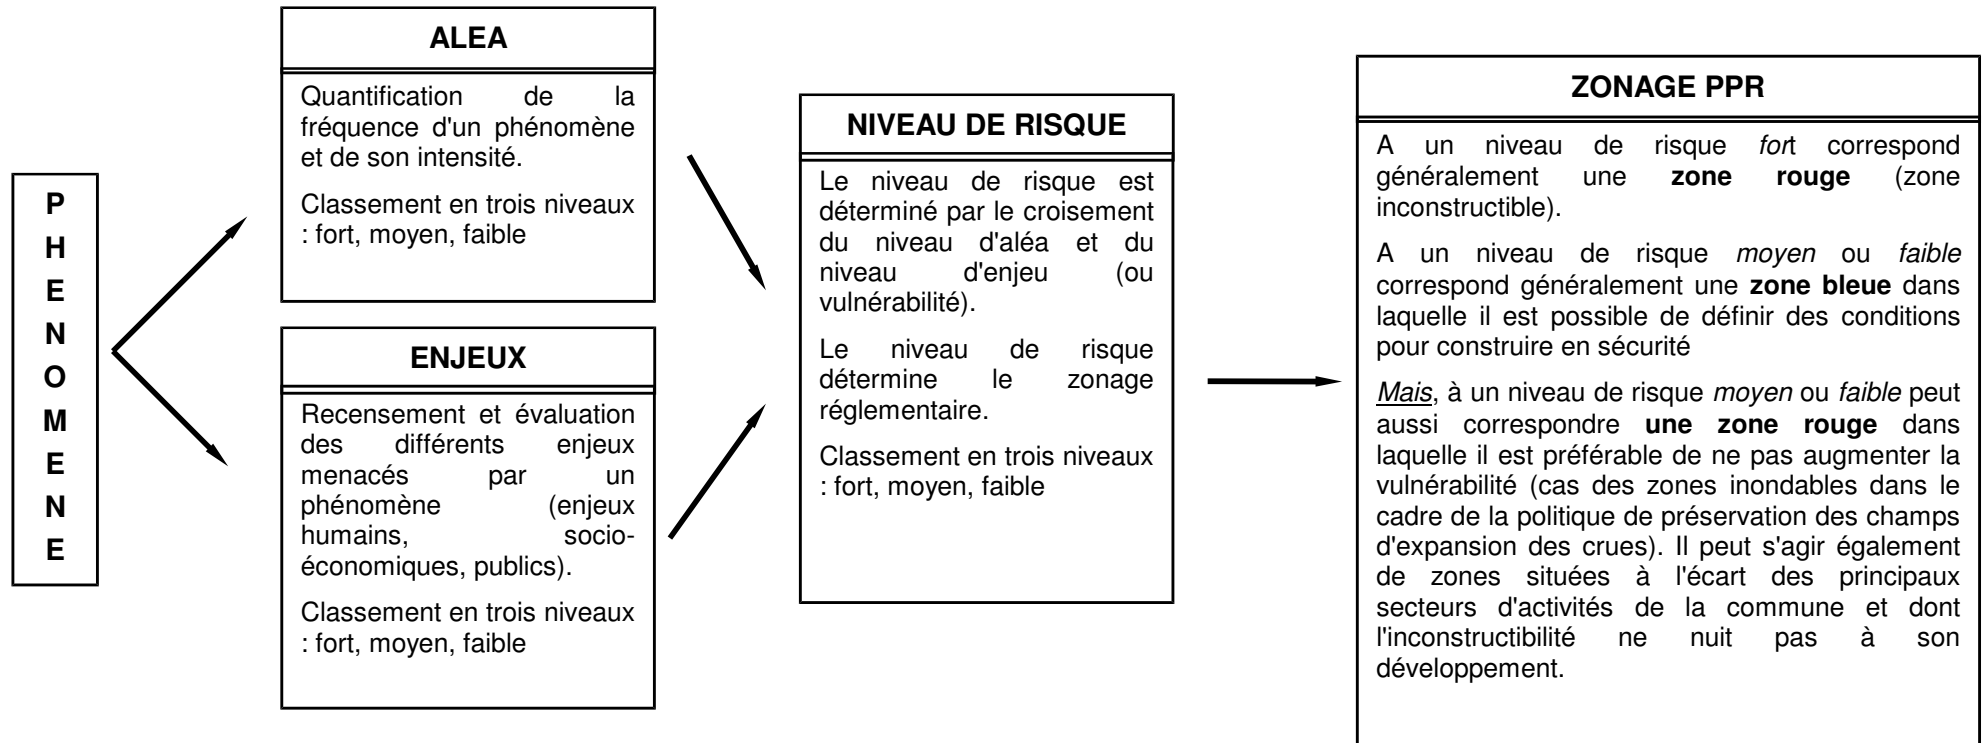 P
H
E
N
O
M
E
N
E
ALEA
Quantification de la
fréquence d'un phénomène
et de son intensité.
Classement en trois niveaux
: fort, moyen, faible
ENJEUX
Recensement et évaluation
des différents enjeux
menacés par un
phénomène (enjeux
humains, socio-
économiques, publics).
Classement en trois niveaux
: fort, moyen, faible
NIVEAU DE RISQUE
Le niveau de risque est
déterminé par le croisement
du niveau d'aléa et du
niveau d'enjeu (ou
vulnérabilité).
Le niveau de risque
détermine le zonage
réglementaire.
Classement en trois niveaux
: fort, moyen, faible
ZONAGE PPR
A un niveau de risque fort correspond
généralement une zone rouge (zone
inconstructible).
A un niveau de risque moyen ou faible
correspond généralement une zone bleue dans
laquelle il est possible de définir des conditions
pour construire en sécurité
Mais, à un niveau de risque moyen ou faible peut
aussi correspondre une zone rouge dans
laquelle il est préférable de ne pas augmenter la
vulnérabilité (cas des zones inondables dans le
cadre de la politique de préservation des champs
d'expansion des crues). Il peut s'agir également
de zones situées à l'écart des principaux
secteurs d'activités de la commune et dont
l'inconstructibilité ne nuit pas à son
développement.